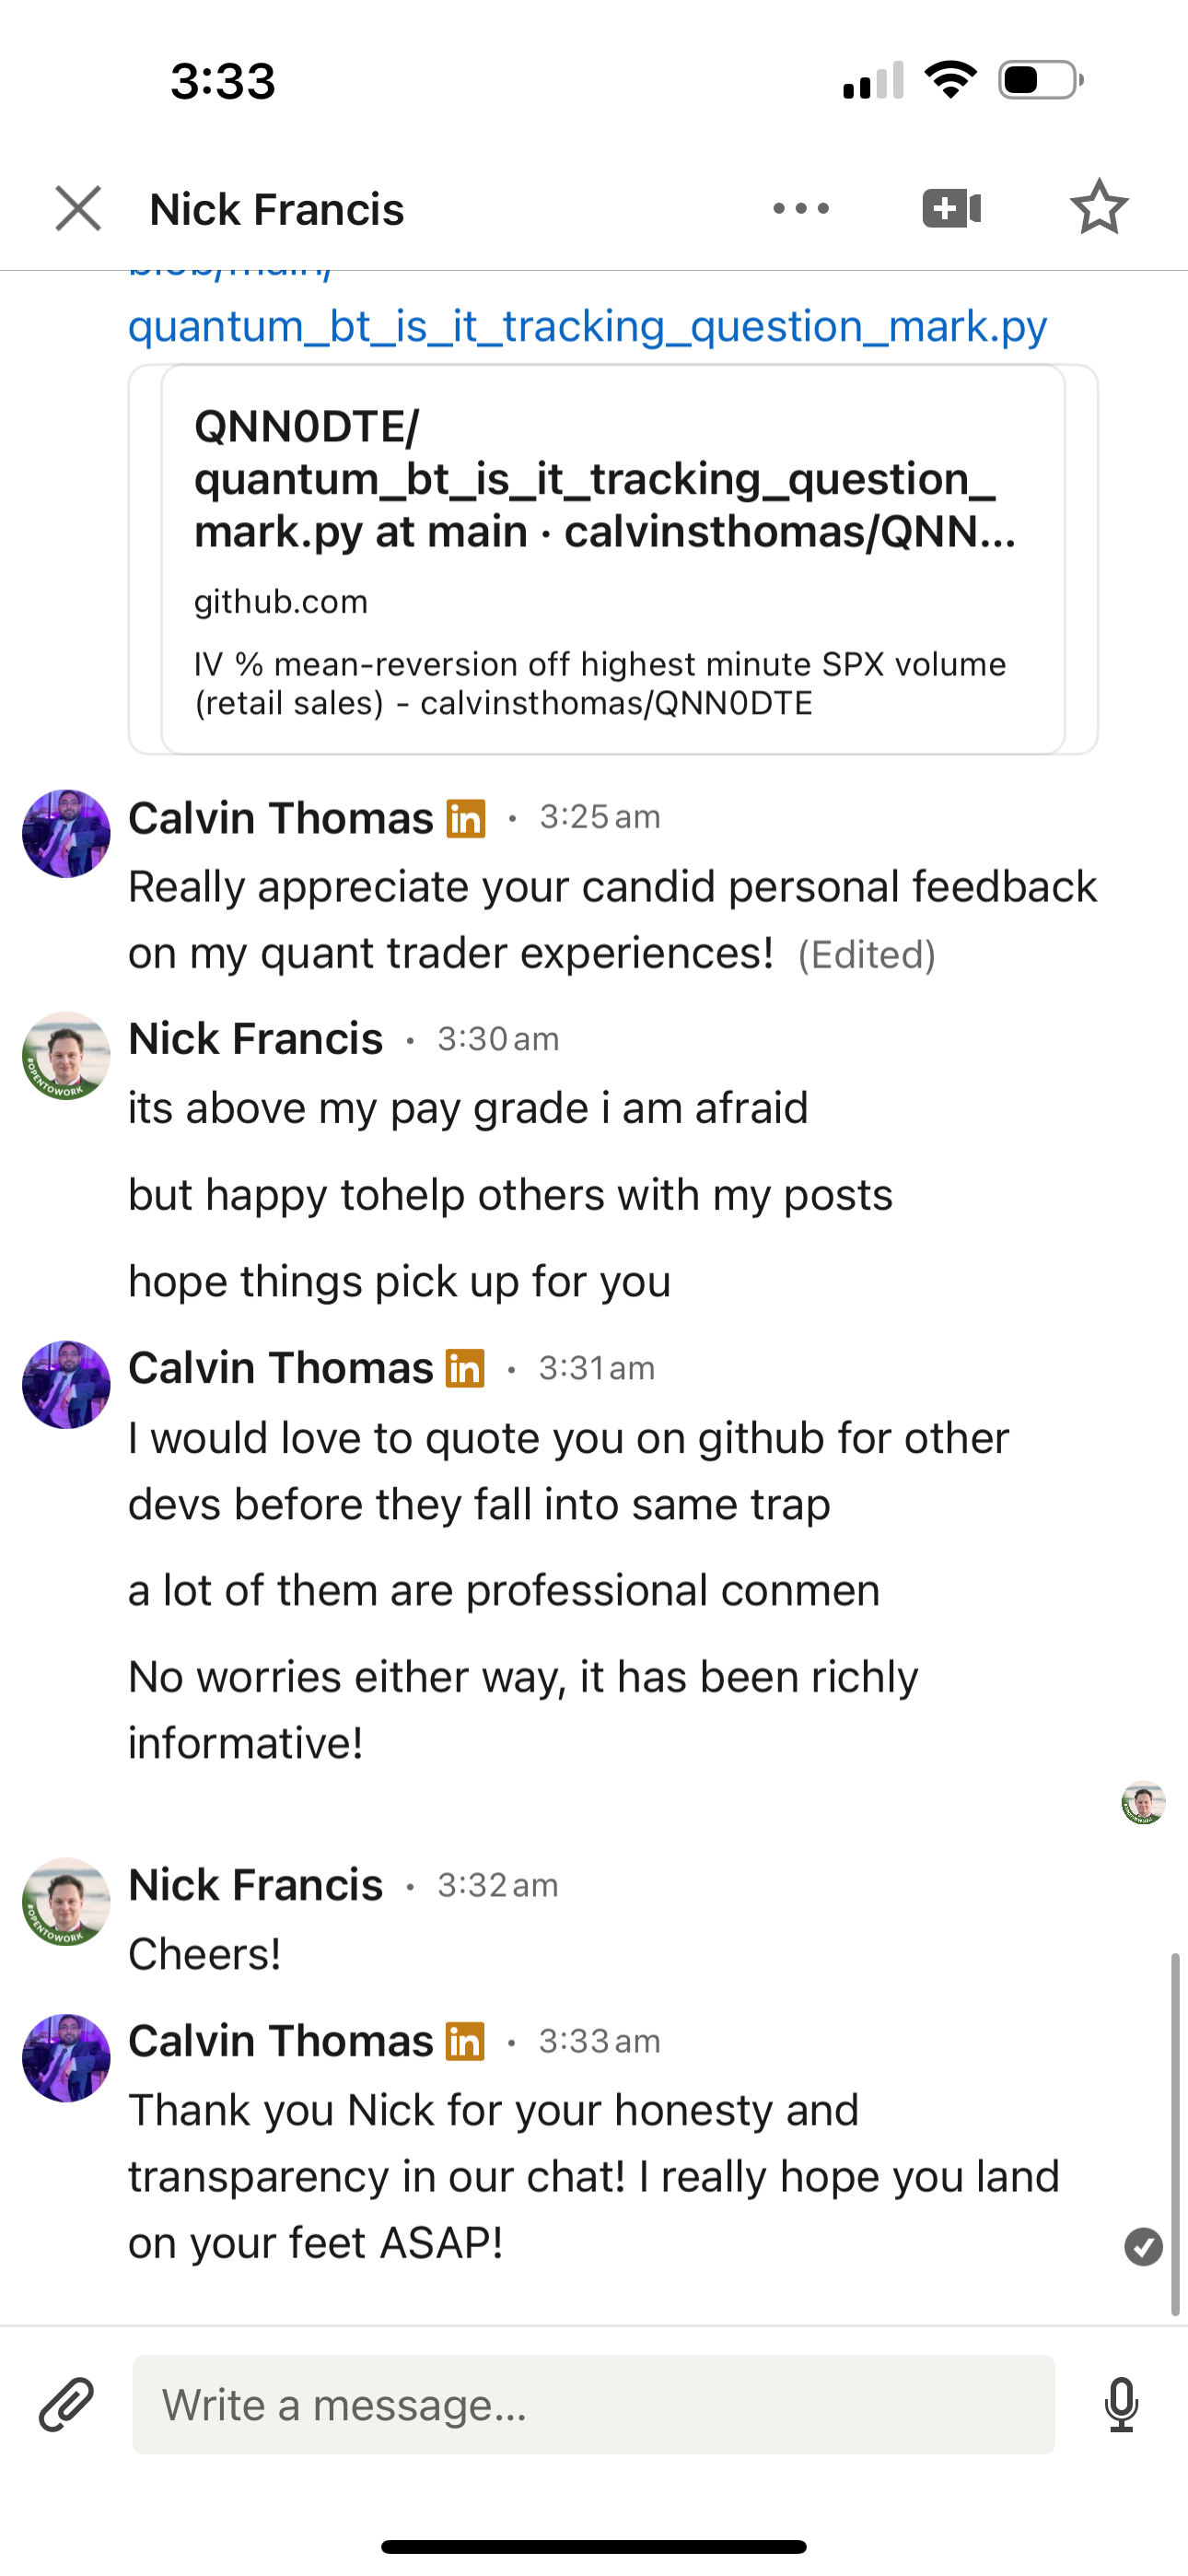 3:33
Nick Francis
blob/main/
quantum_bt_is_it_tracking_question_mark.py
QNN0DTE/
quantum_bt_is_it_tracking_question_
mark.py at main · calvinsthomas/QNN...
github.com
IV % mean-reversion off highest minute SPX volume
(retail sales) - calvinsthomas/QNN0DTE
Calvin Thomas in • 3:25 am
Really appreciate your candid personal feedback
on my quant trader experiences! (Edited)
#OPENTOWORK
Nick Francis • 3:30 am
its above my pay grade i am afraid
but happy tohelp others with my posts
hope things pick up for you
Calvin Thomas in • 3:31 am
I would love to quote you on github for other
devs before they fall into same trap
a lot of them are professional conmen
No worries either way, it has been richly
informative!
#OPENTOWORK
Nick Francis • 3:32 am
Cheers!
Calvin Thomas in • 3:33 am
Thank you Nick for your honesty and
transparency in our chat! I really hope you land
on your feet ASAP!
Write a message...